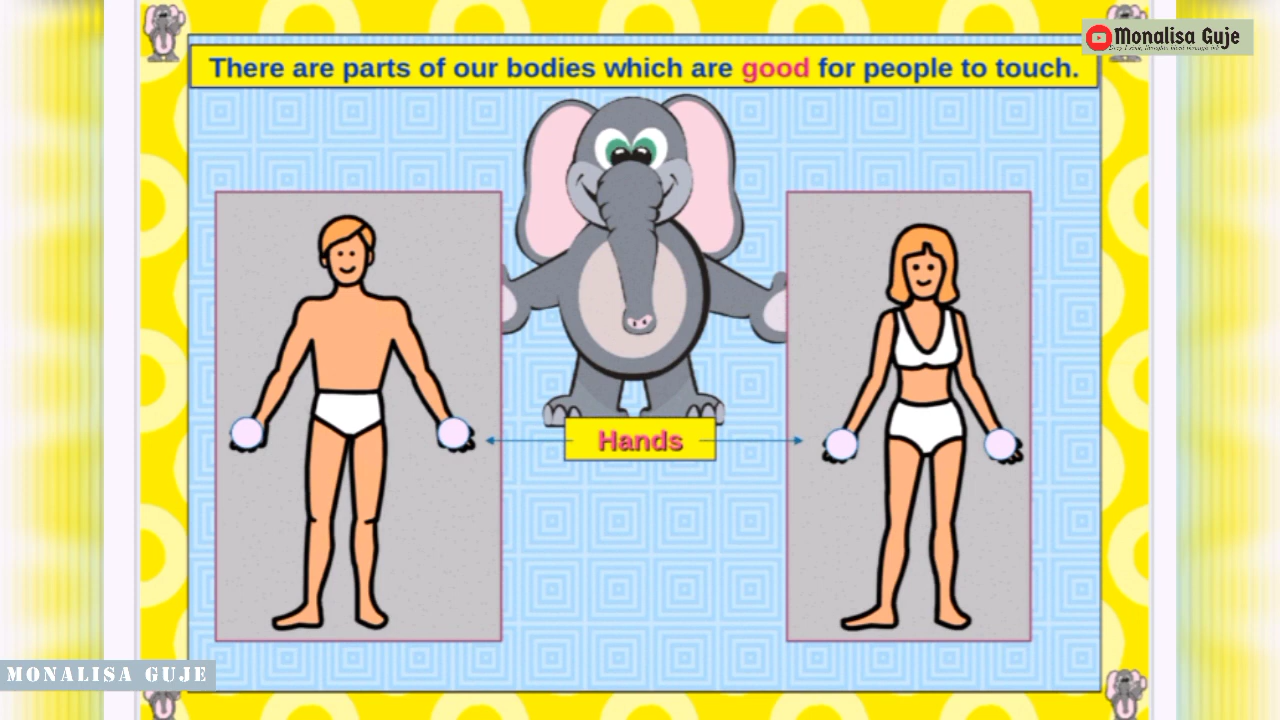 There are parts of our bodies which are good for people to touch.
Monalisa Guje
Hands
MONALISA GUJE